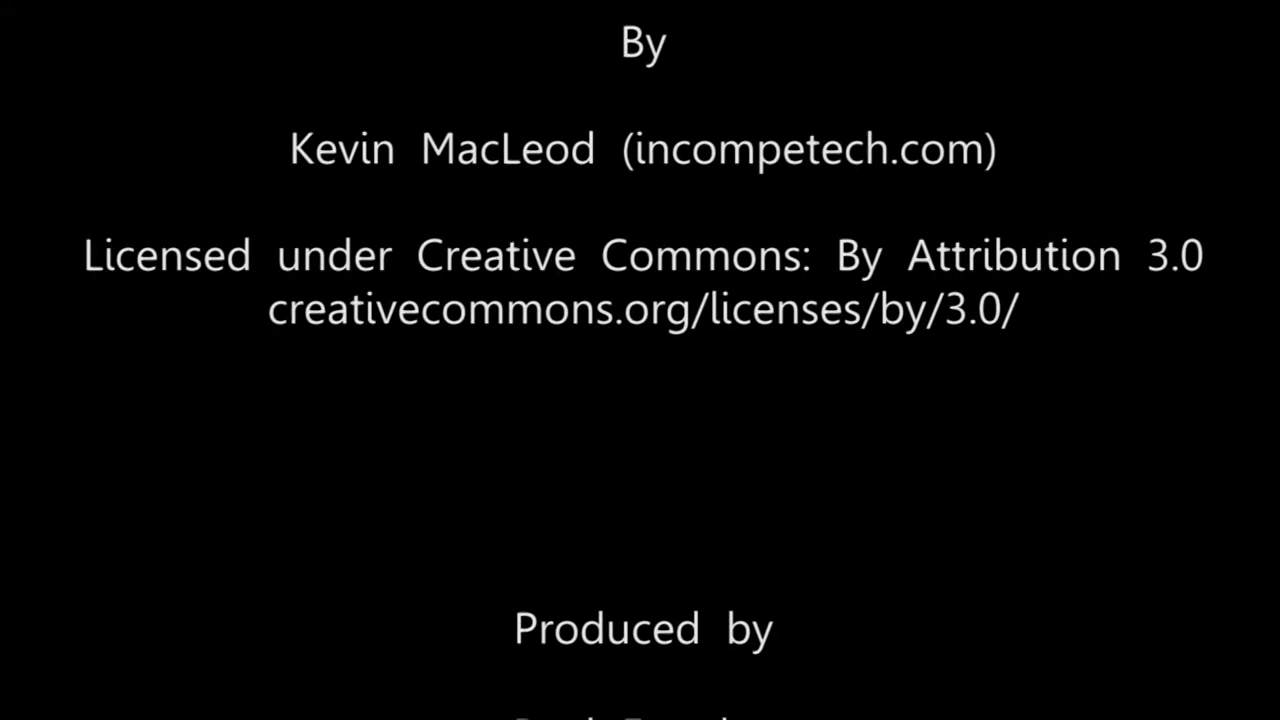 By
Kevin MacLeod (incompetech.com)
Licensed under Creative Commons: By Attribution 3.0
creativecommons.org/licenses/by/3.0/
Produced by